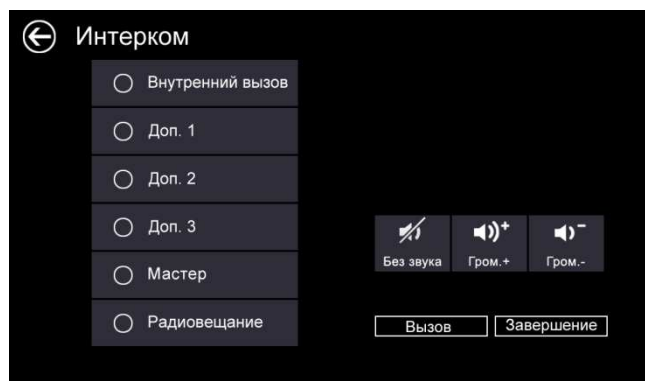 Интерком
Внутренний вызов
Доп. 1
Доп. 2
Доп. 3
Мастер
Радиовещание
Без звука
Гром.+
Гром.-
Вызов
Завершение